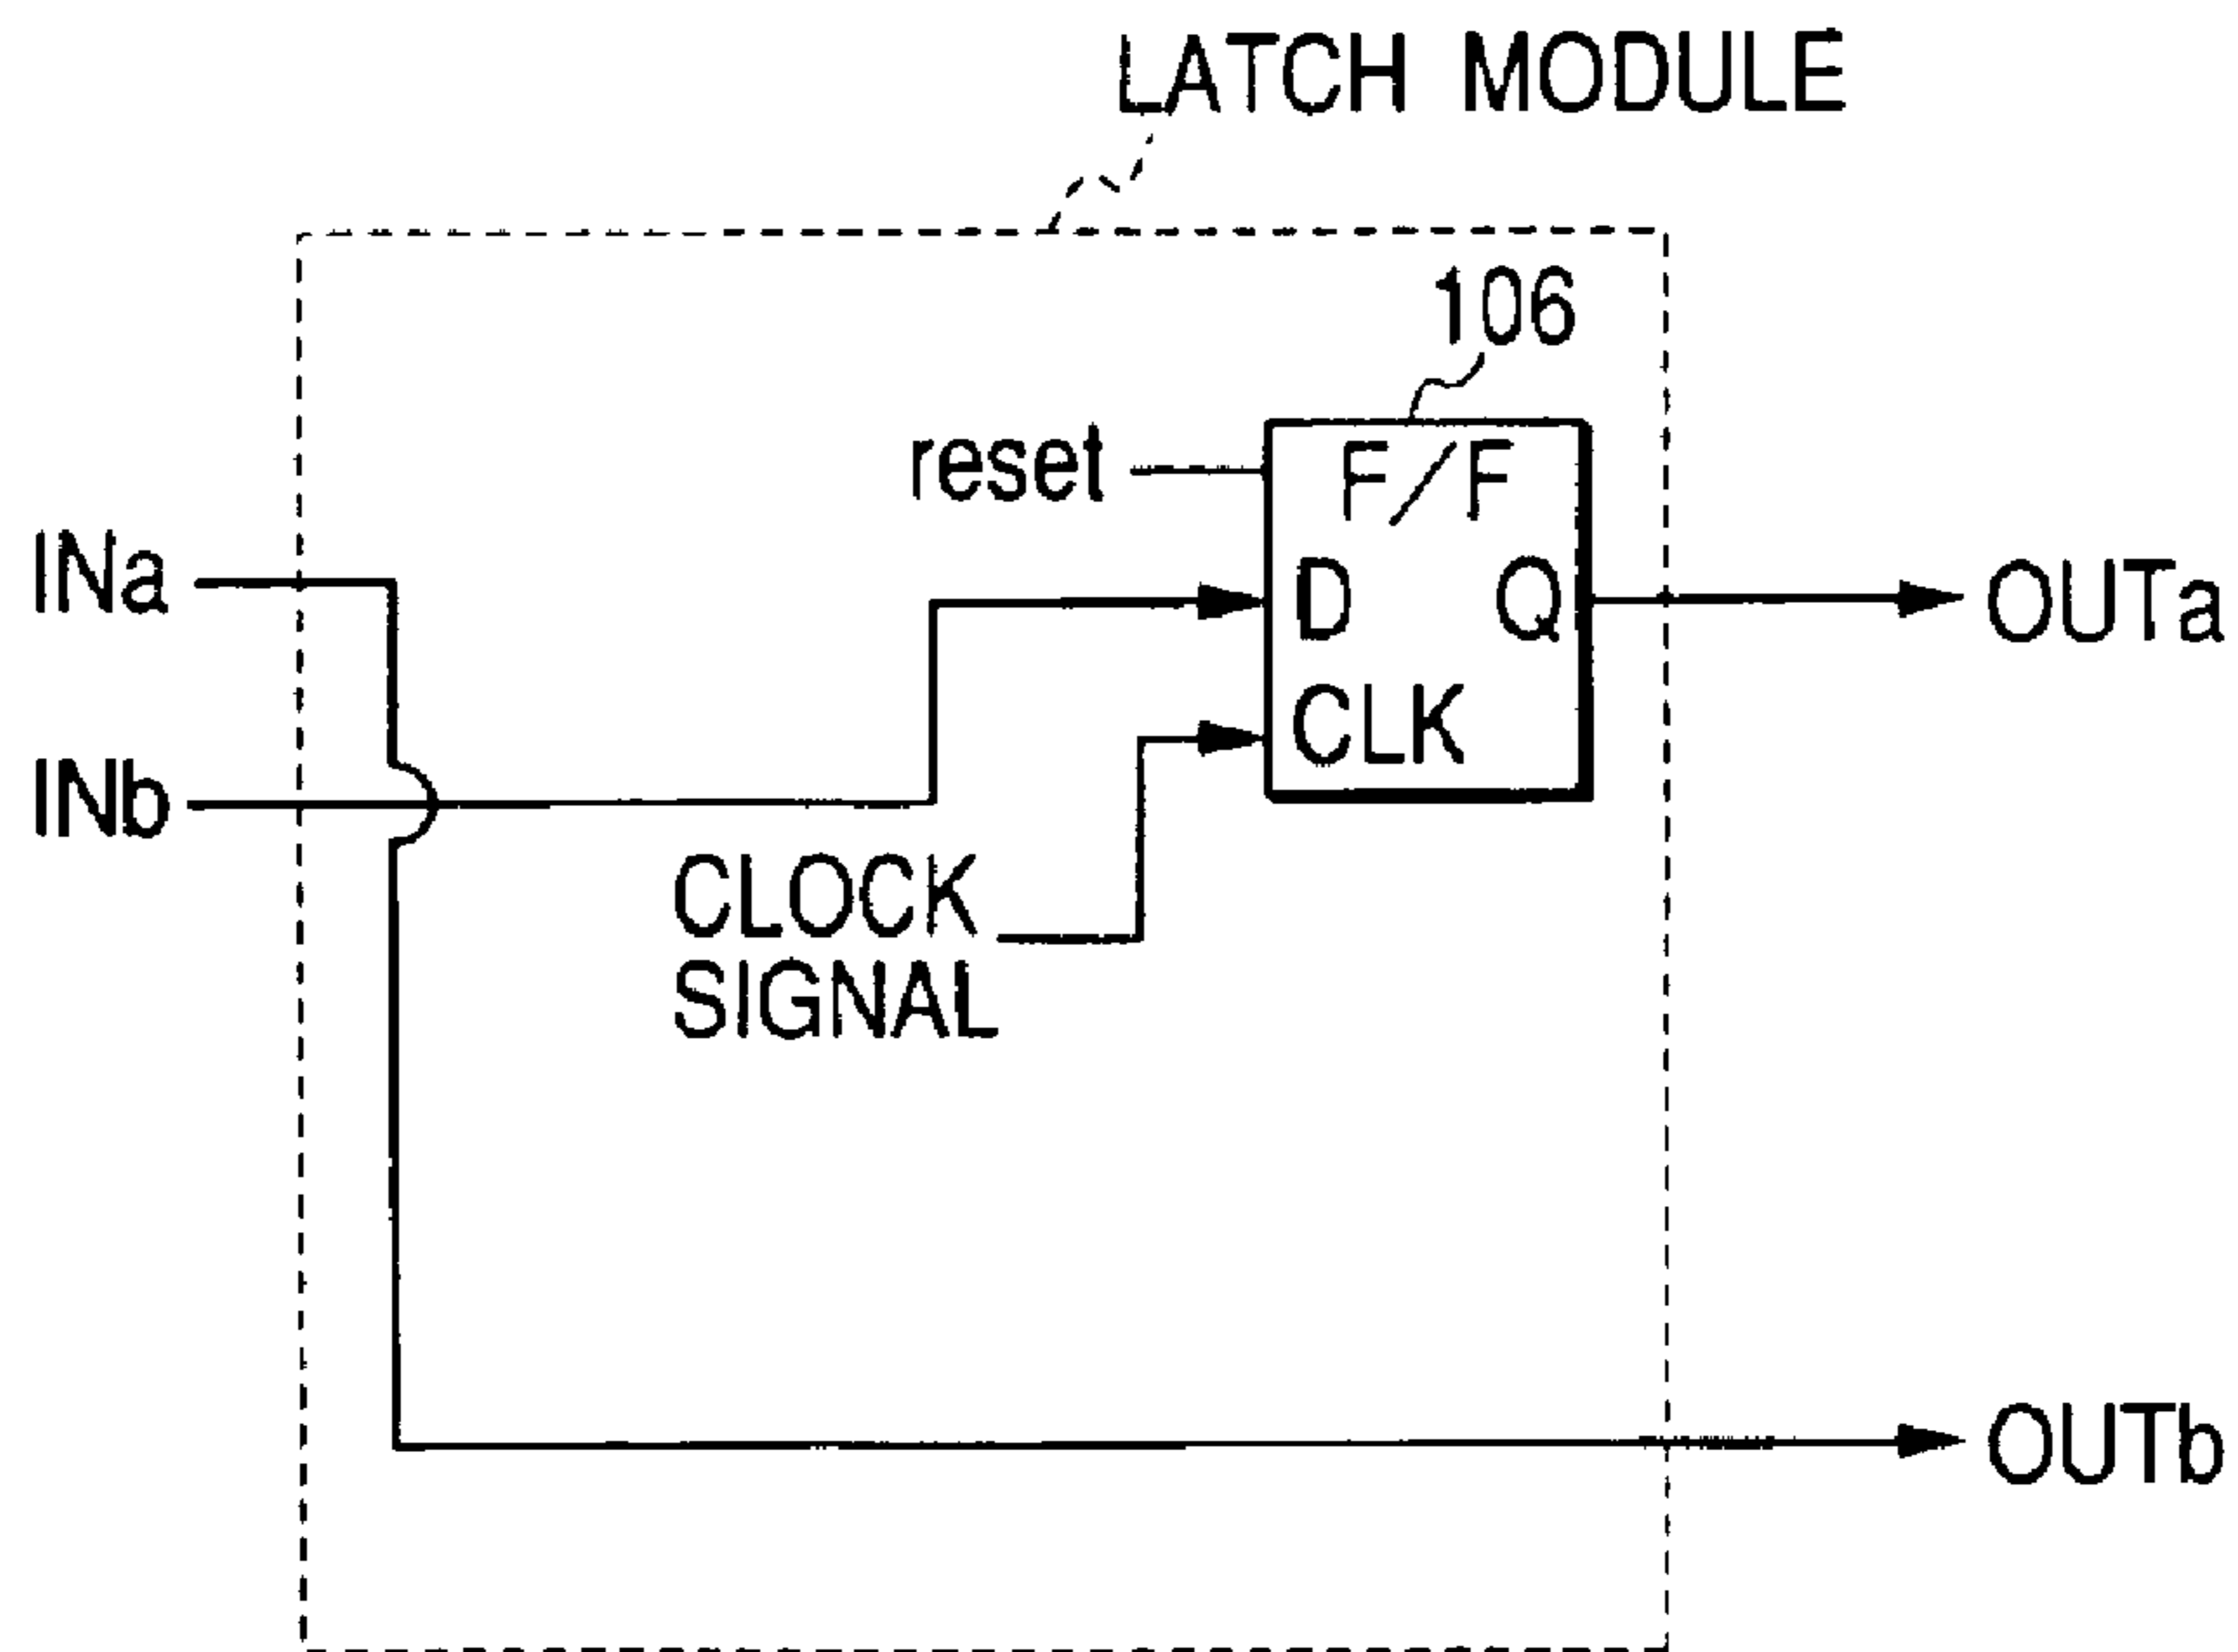 LATCH MODULE
106
reset
F/F
INa
D Q
OUTa
CLK
INb
CLOCK
SIGNAL
OUTb